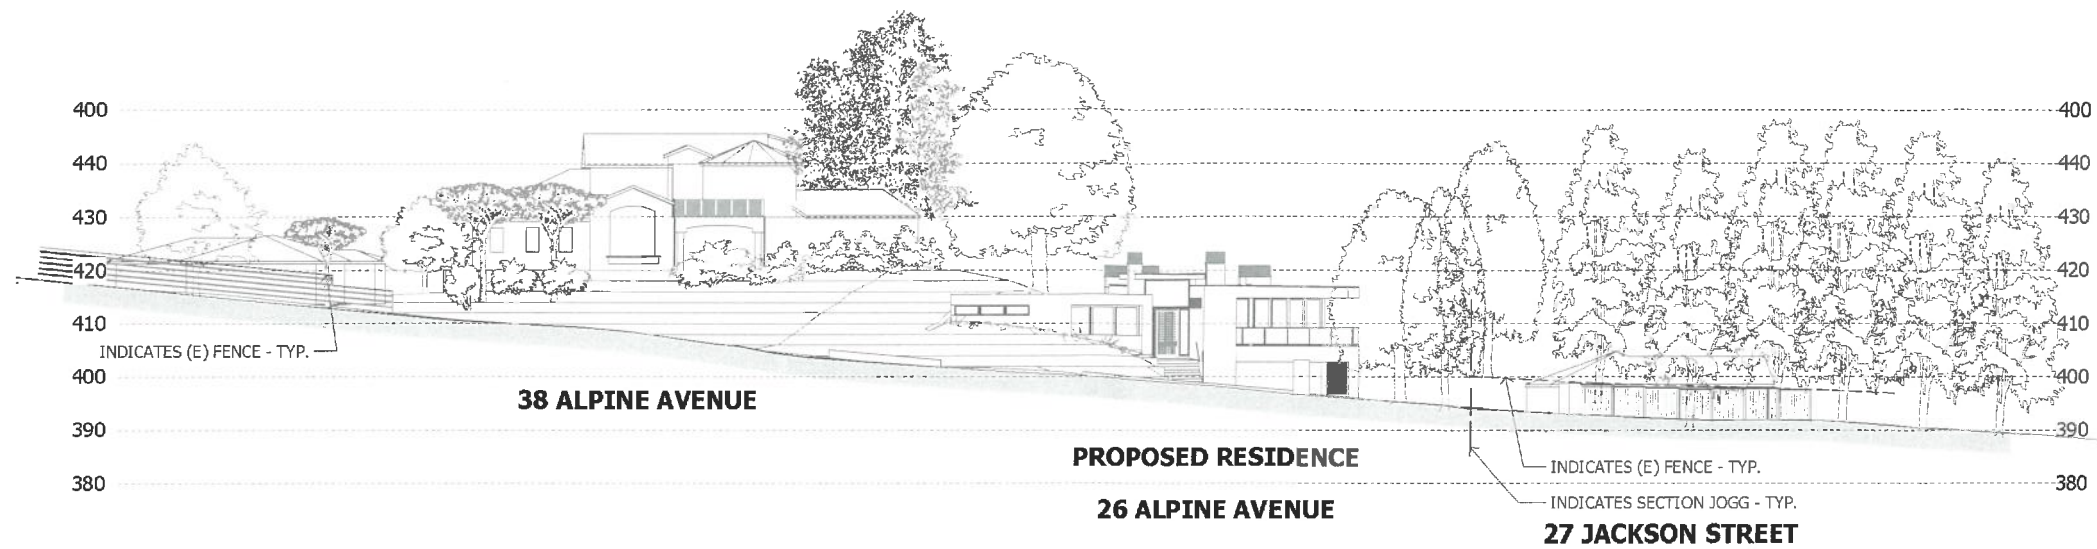 400 400
440 440
430 430
420 420
410 410
INDICATES (E) FENCE - TYP.
400 400
38 ALPINE AVENUE
390 390
PROPOSED RESIDENCE
INDICATES (E) FENCE - TYP.
380 380
INDICATES SECTION JOGG - TYP.
26 ALPINE AVENUE
27 JACKSON STREET